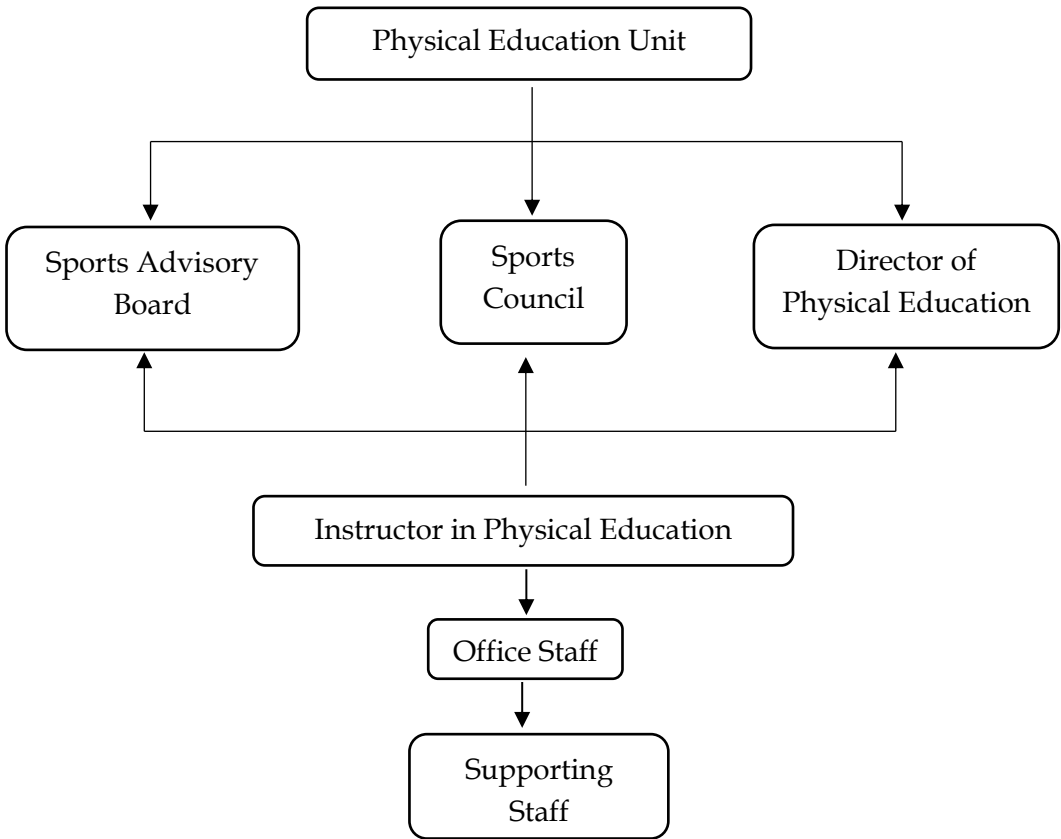 Physical Education Unit
Sports Advisory
Board
Sports
Council
Director of
Physical Education
Instructor in Physical Education
Office Staff
Supporting
Staff